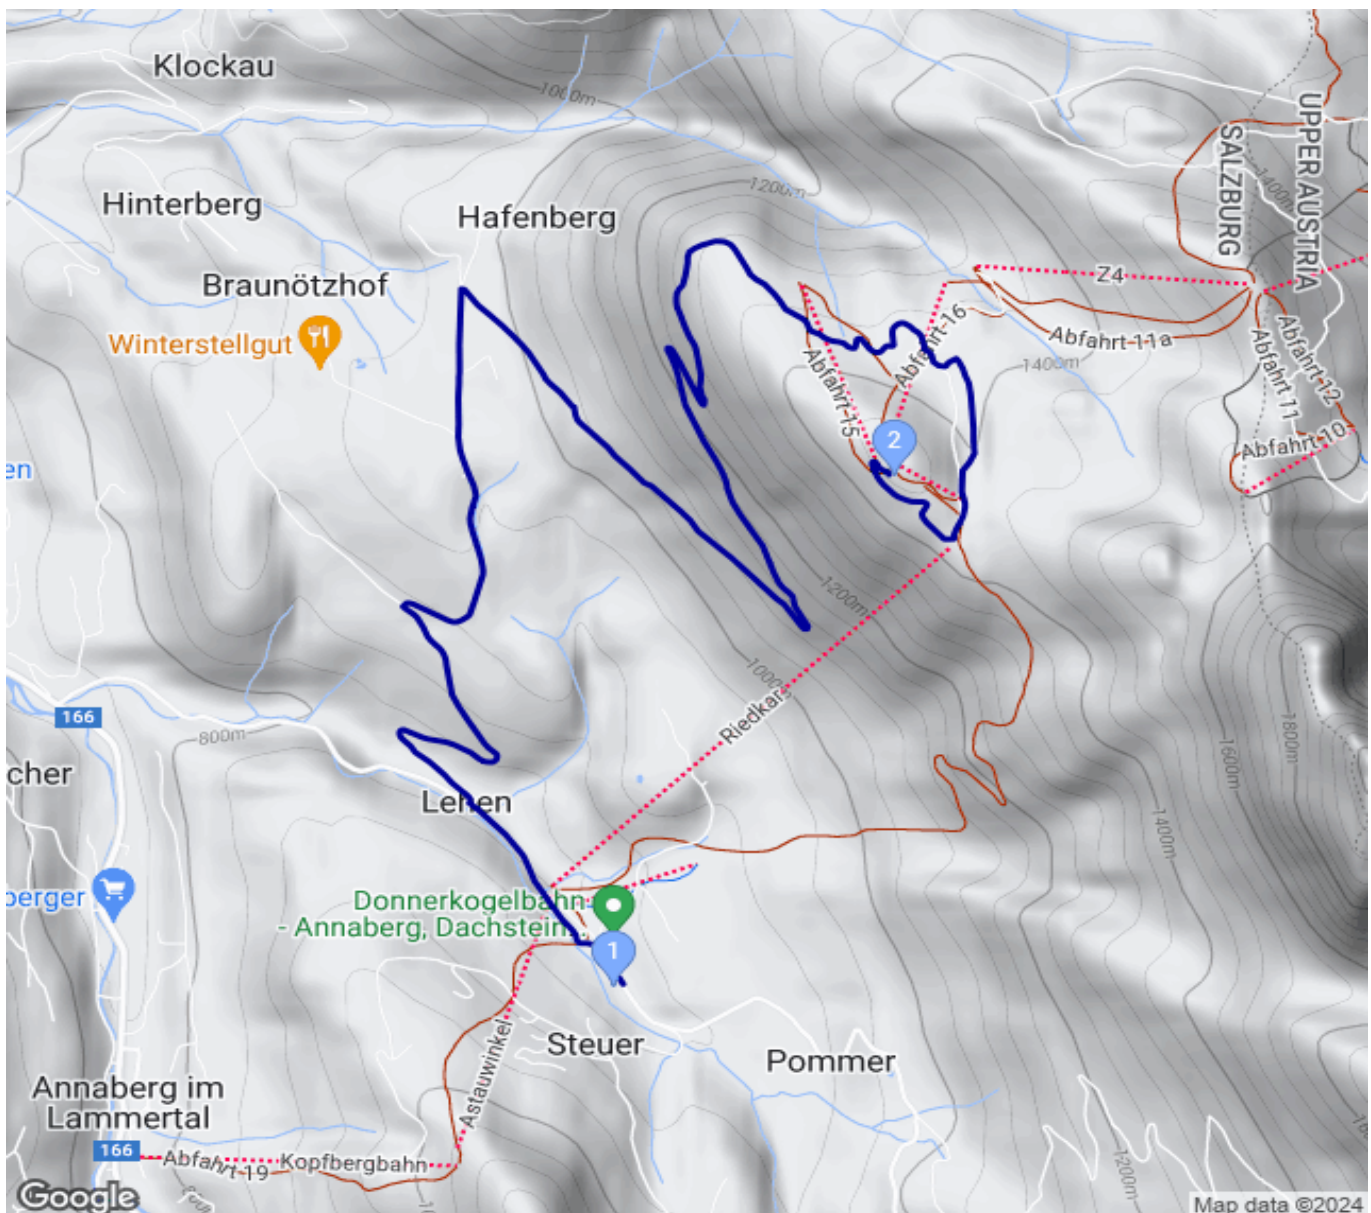 Klockau
1000m
UPPER AUSTRIA
SALZBURG
1400m
Hinterberg
Hafenberg
1200m
Braunötzhof
Z4
Winterstellgut
Abfahrt 16
Abfahrt 11a
Abfahrt 12
Abfahrt 15
1400m
Abfahrt 11
2
Abfahrt 10
en
1200m
1000m
166
800m
Riedkar
1600m
1800m
cher
Lehen
1400m
berger
Donnerkogelbahn
- Annaberg, Dachstein...
1
Steuer
Astauwinkel
Pommer
Annaberg im
Lammertal
166
Abfahrt 19
Kopfbergbahn
1200m
Google
Map data ©2024